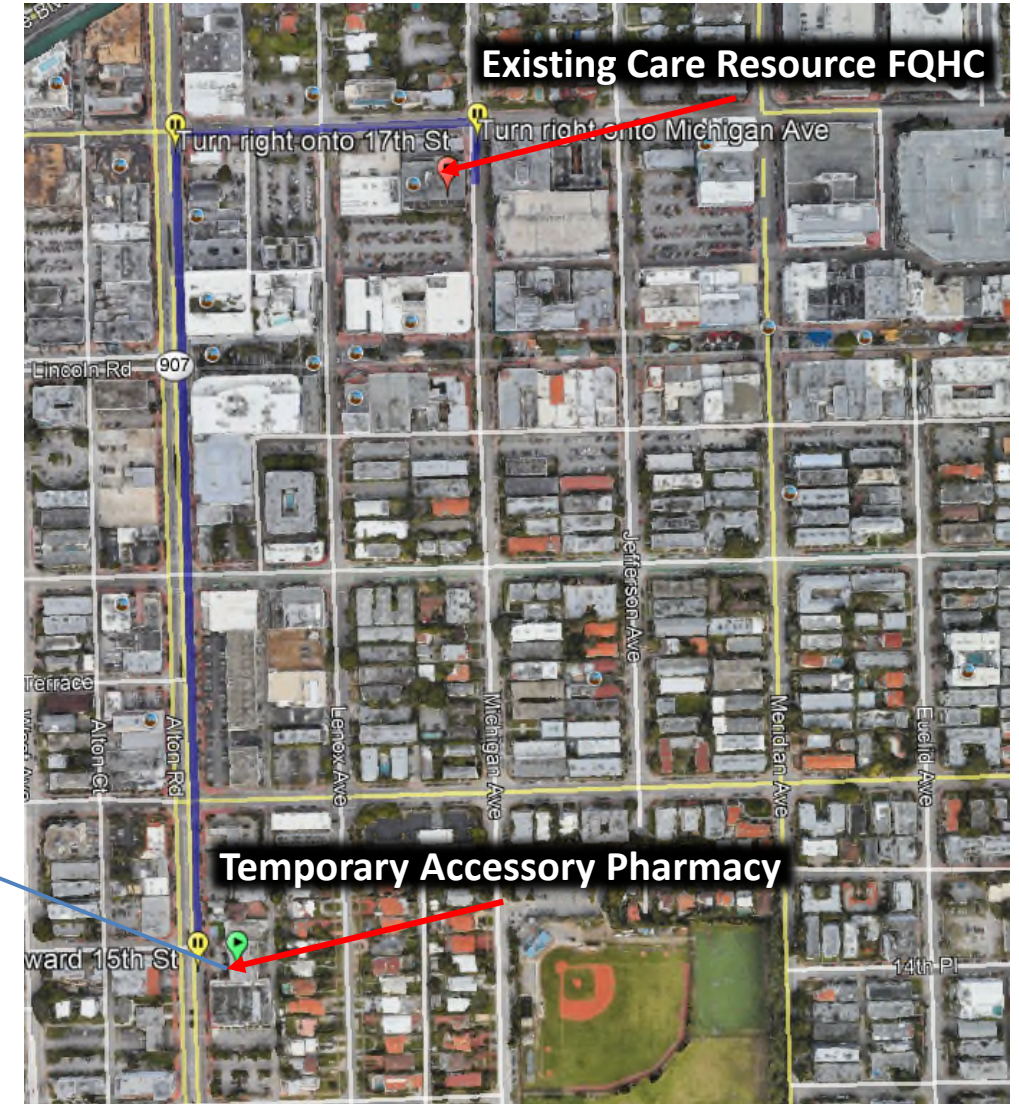 Existing Care Resource FQHC
Turn right onto 17th St
Turn right onto Michigan Ave
Lincoln Rd
907
Jefferson Ave
Terrace
Alton Ct
Alton Rd
Lenox Ave
Michigan Ave
Meridian Ave
Euclid Ave
Temporary Accessory Pharmacy
ward 15th St
14th Pl